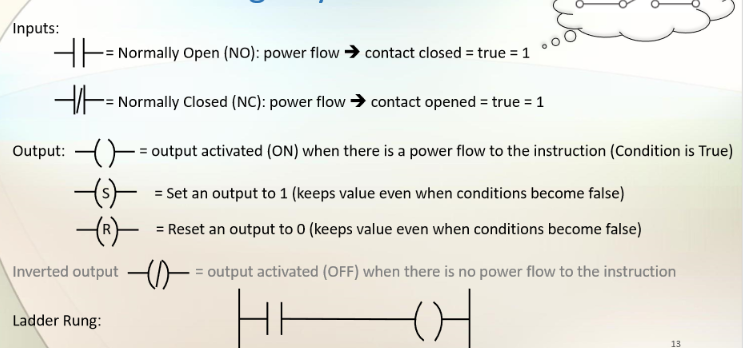 Inputs:
= Normally Open (NO): power flow ➔ contact closed = true = 1
= Normally Closed (NC): power flow ➔ contact opened = true = 1
Output: = output activated (ON) when there is a power flow to the instruction (Condition is True)
S = Set an output to 1 (keeps value even when conditions become false)
R = Reset an output to 0 (keeps value even when conditions become false)
Inverted output = output activated (OFF) when there is no power flow to the instruction
Ladder Rung:
13